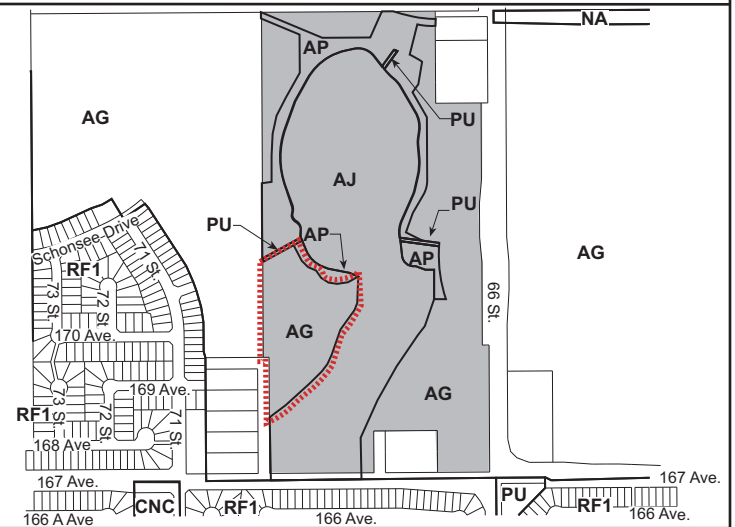 NA
AP
AG
PU
AJ
PU
PU
AP
Schonsee Drive
71 St.
AP
AG
RF1
73 St.
72 St.
66 St.
AG
170 Ave.
AG
169 Ave.
RF1
73 St.
72 St.
71 St.
168 Ave
167 Ave.
167 Ave.
CNC
RF1
PU
RF1
166 A Ave
166 Ave.
166 Ave.